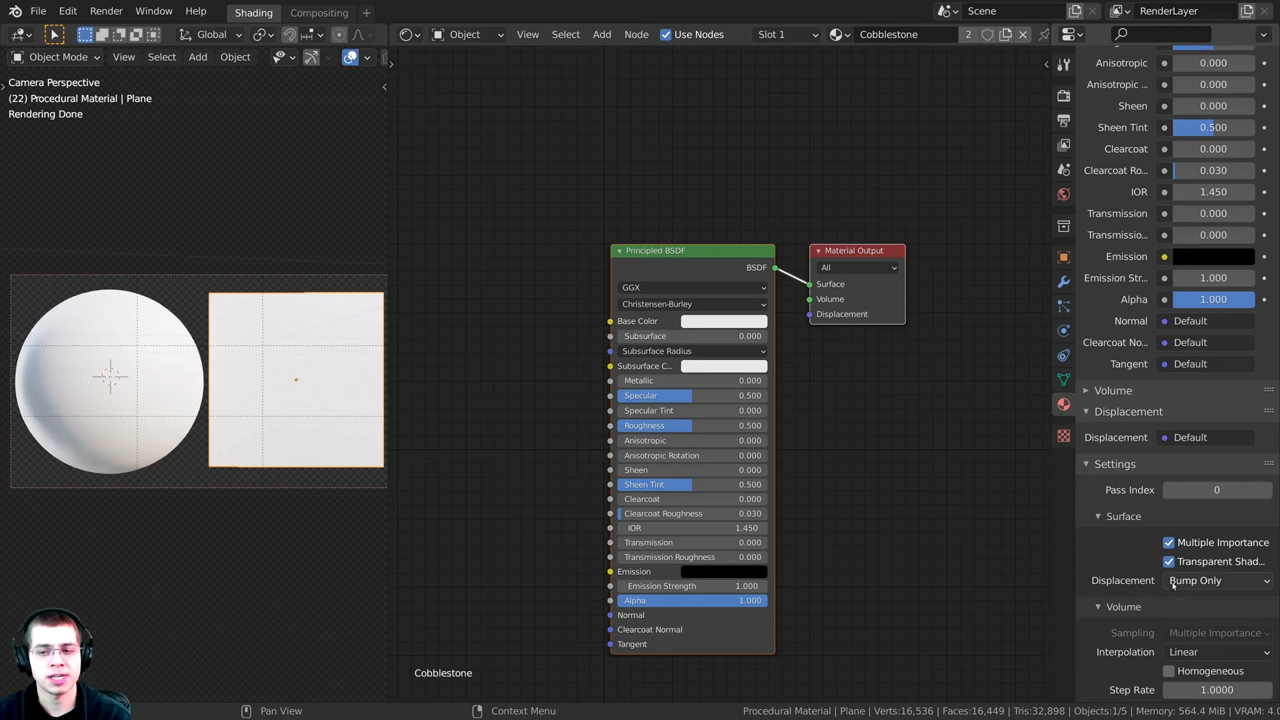 File Edit Render Window Help Shading Compositing + Scene RenderLayer
Global Object View Select Add Node Use Nodes Slot 1 Cobblestone 2
Object Mode View Select Add Object
Camera Perspective
(22) Procedural Material | Plane
Rendering Done
Principled BSDF
BSDF
GGX
Christensen-Burley
Base Color
Subsurface 0.000
Subsurface Radius
Subsurface C...
Metallic 0.000
Specular 0.500
Specular Tint 0.000
Roughness 0.500
Anisotropic 0.000
Anisotropic Rotation 0.000
Sheen 0.000
Sheen Tint 0.500
Clearcoat 0.000
Clearcoat Roughness 0.030
IOR 1.450
Transmission 0.000
Transmission Roughness 0.000
Emission
Emission Strength 1.000
Alpha 1.000
Normal
Clearcoat Normal
Tangent
Material Output
All
Surface
Volume
Displacement
Cobblestone
Anisotropic 0.000
Anisotropic ... 0.000
Sheen 0.000
Sheen Tint 0.500
Clearcoat 0.000
Clearcoat Ro... 0.030
IOR 1.450
Transmission 0.000
Transmissio... 0.000
Emission
Emission Str... 1.000
Alpha 1.000
Normal Default
Clearcoat No... Default
Tangent Default
Volume
Displacement
Displacement Default
Settings
Pass Index 0
Surface
Multiple Importance
Transparent Shad...
Displacement Bump Only
Volume
Sampling Multiple Importance
Interpolation Linear
Homogeneous
Step Rate 1.0000
Pan View Context Menu Procedural Material | Plane Verts:16,536 Faces:16,449 Tris:32,898 Objects:1/5 Memory: 564.4 MiB VRAM: 4.